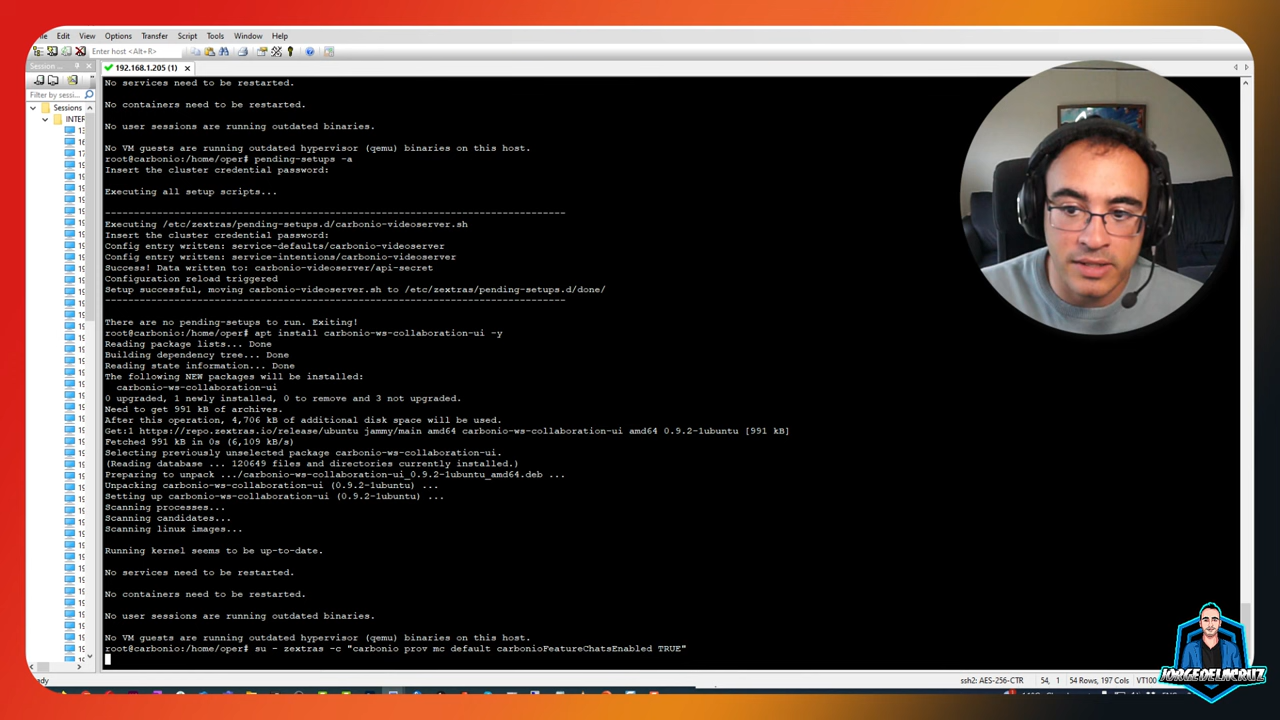 Edit View Options Transfer Script Tools Window Help
Enter host <Alt+R>
Session ...
192.168.1.205 (1)
Filter by sessi...
Sessions
INTER
No services need to be restarted.
No containers need to be restarted.
No user sessions are running outdated binaries.
No VM guests are running outdated hypervisor (qemu) binaries on this host.
root@carbonio:/home/oper# pending-setups -a
Insert the cluster credential password:
Executing all setup scripts...
--------------------------------------------------------------------------------
Executing /etc/zextras/pending-setups.d/carbonio-videoserver.sh
Insert the cluster credential password:
Config entry written: service-defaults/carbonio-videoserver
Config entry written: service-intentions/carbonio-videoserver
Success! Data written to: carbonio-videoserver/api-secret
Configuration reload triggered
Setup successful, moving carbonio-videoserver.sh to /etc/zextras/pending-setups.d/done/
--------------------------------------------------------------------------------
There are no pending-setups to run. Exiting!
root@carbonio:/home/oper# apt install carbonio-ws-collaboration-ui -y
Reading package lists... Done
Building dependency tree... Done
Reading state information... Done
The following NEW packages will be installed:
carbonio-ws-collaboration-ui
0 upgraded, 1 newly installed, 0 to remove and 3 not upgraded.
Need to get 991 kB of archives.
After this operation, 4,706 kB of additional disk space will be used.
Get:1 https://repo.zextras.io/release/ubuntu jammy/main amd64 carbonio-ws-collaboration-ui amd64 0.9.2-1ubuntu [991 kB]
Fetched 991 kB in 0s (6,109 kB/s)
Selecting previously unselected package carbonio-ws-collaboration-ui.
(Reading database ... 120649 files and directories currently installed.)
Preparing to unpack .../carbonio-ws-collaboration-ui_0.9.2-1ubuntu_amd64.deb ...
Unpacking carbonio-ws-collaboration-ui (0.9.2-1ubuntu) ...
Setting up carbonio-ws-collaboration-ui (0.9.2-1ubuntu) ...
Scanning processes...
Scanning candidates...
Scanning linux images...
Running kernel seems to be up-to-date.
No services need to be restarted.
No containers need to be restarted.
No user sessions are running outdated binaries.
No VM guests are running outdated hypervisor (qemu) binaries on this host.
root@carbonio:/home/oper# su - zextras -c "carbonio prov mc default carbonioFeatureChatsEnabled TRUE"
ssh2: AES-256-CTR 54, 1 54 Rows, 197 Cols VT100
JORGEDELACRUZ